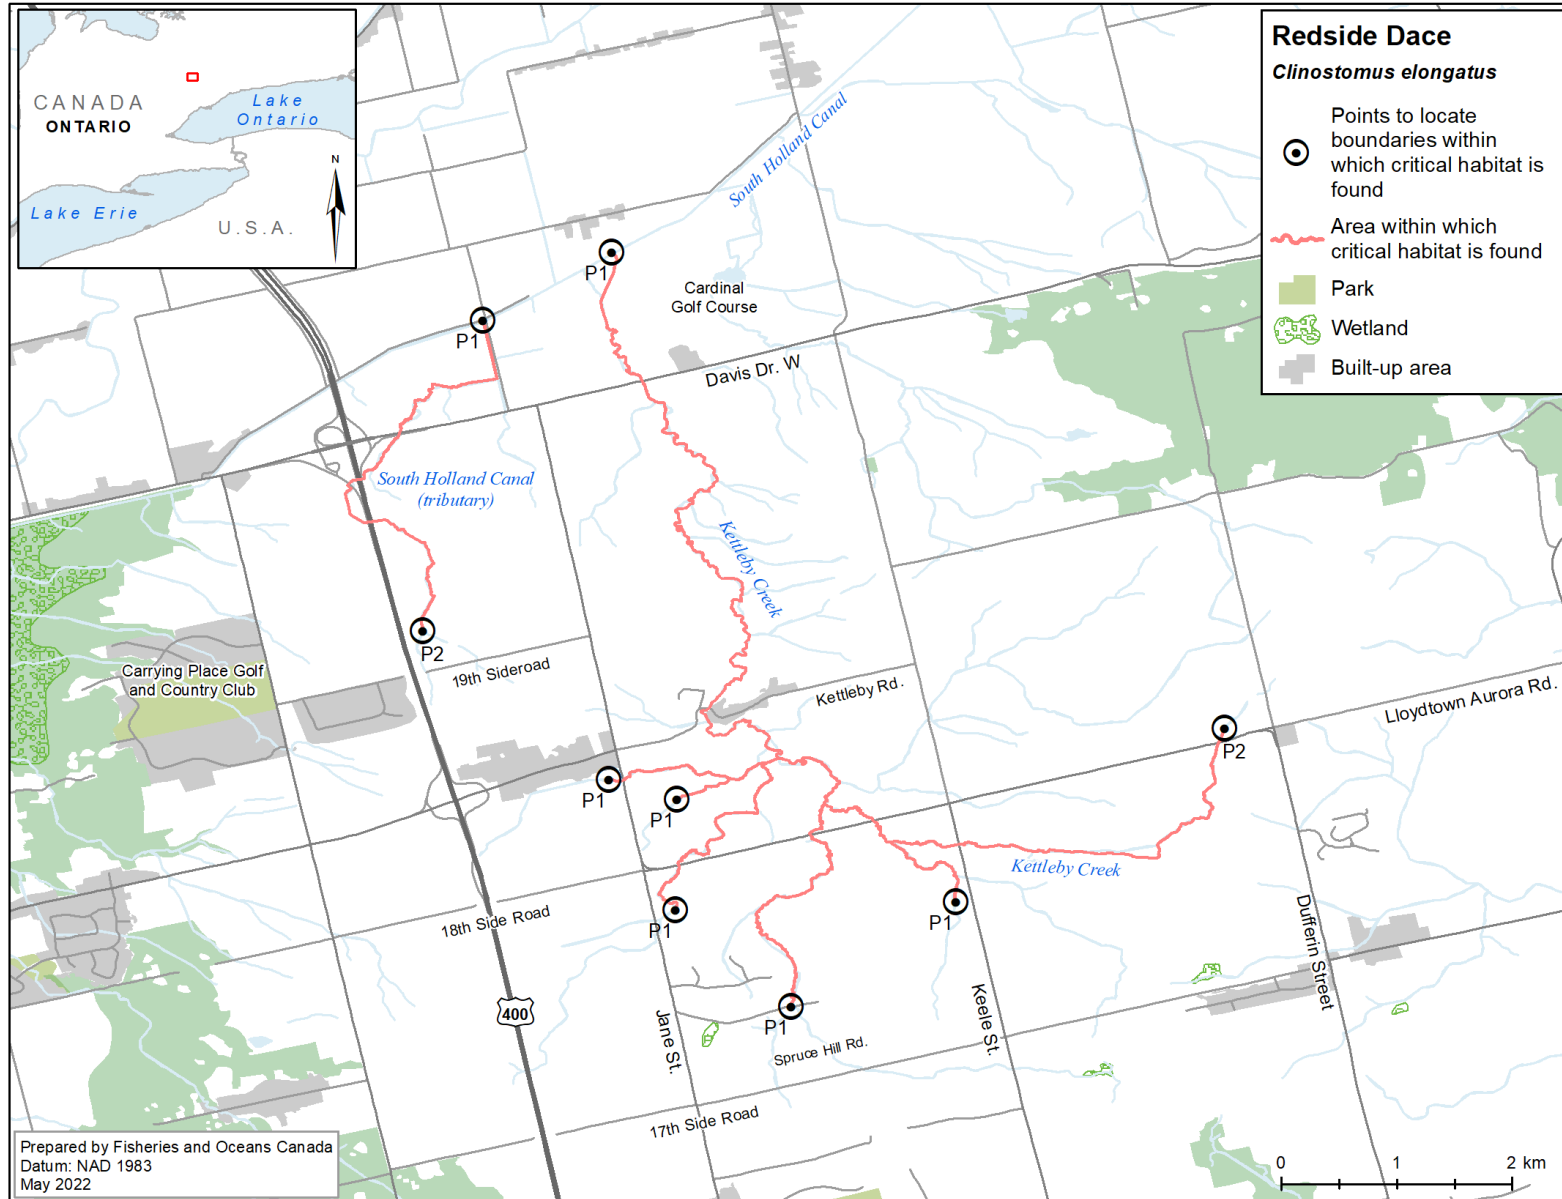 CANADA
ONTARIO
Lake
Ontario
N
Lake Erie
U.S.A.
Redside Dace
Clinostomus elongatus
Points to locate
boundaries within
which critical habitat is
found
Area within which
critical habitat is found
Park
Wetland
Built-up area
South Holland Canal
P1
Cardinal
Golf Course
P1
Davis Dr. W
South Holland Canal
(tributary)
Kettleby Creek
P2
19th Sideroad
Carrying Place Golf
and Country Club
Kettleby Rd.
Lloydtown Aurora Rd.
P2
P1
P1
Kettleby Creek
18th Side Road
P1
P1
Dufferin Street
400
Jane St.
P1
Keele St.
Spruce Hill Rd.
17th Side Road
Prepared by Fisheries and Oceans Canada
Datum: NAD 1983
May 2022
0 1 2 km